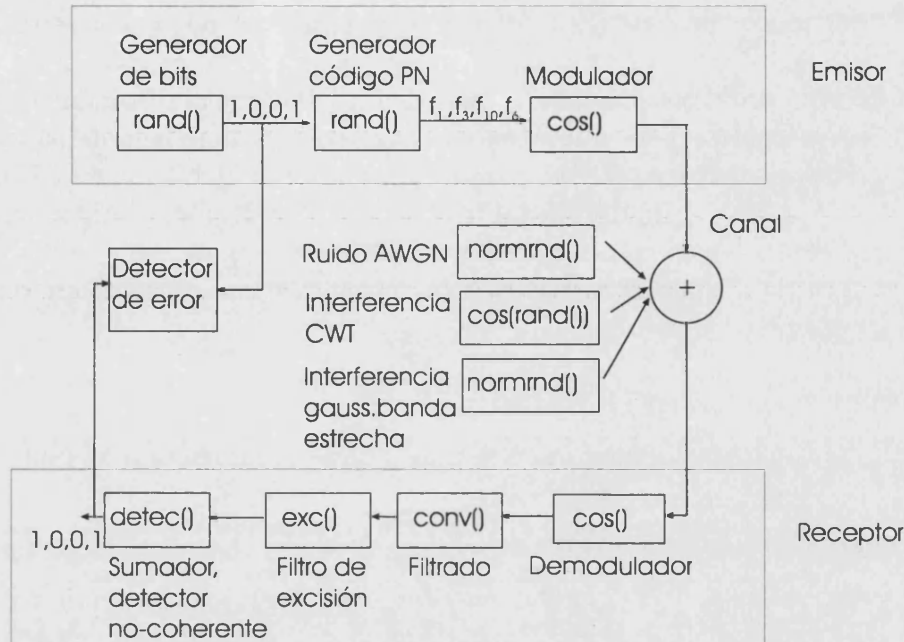 Generador
de bits
Generador
código PN
Modulador
Emisor
rand()
1,0,0,1
rand()
f1,f3,f10,f6
cos()
Canal
Detector
de error
Ruido AWGN
normrnd()
+
Interferencia
CWT
cos(rand())
Interferencia
gauss.banda
estrecha
normrnd()
detec()
exc()
conv()
cos()
Receptor
1,0,0,1
Sumador,
detector
no-coherente
Filtro de
excisión
Filtrado
Demodulador